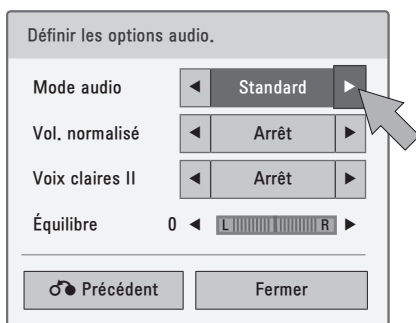 Définir les options audio.
Mode audio ◀ Standard ▶
Vol. normalisé ◀ Arrêt ▶
Voix claires II ◀ Arrêt ▶
Équilibre 0 ◀ L R ▶
Précédent Fermer